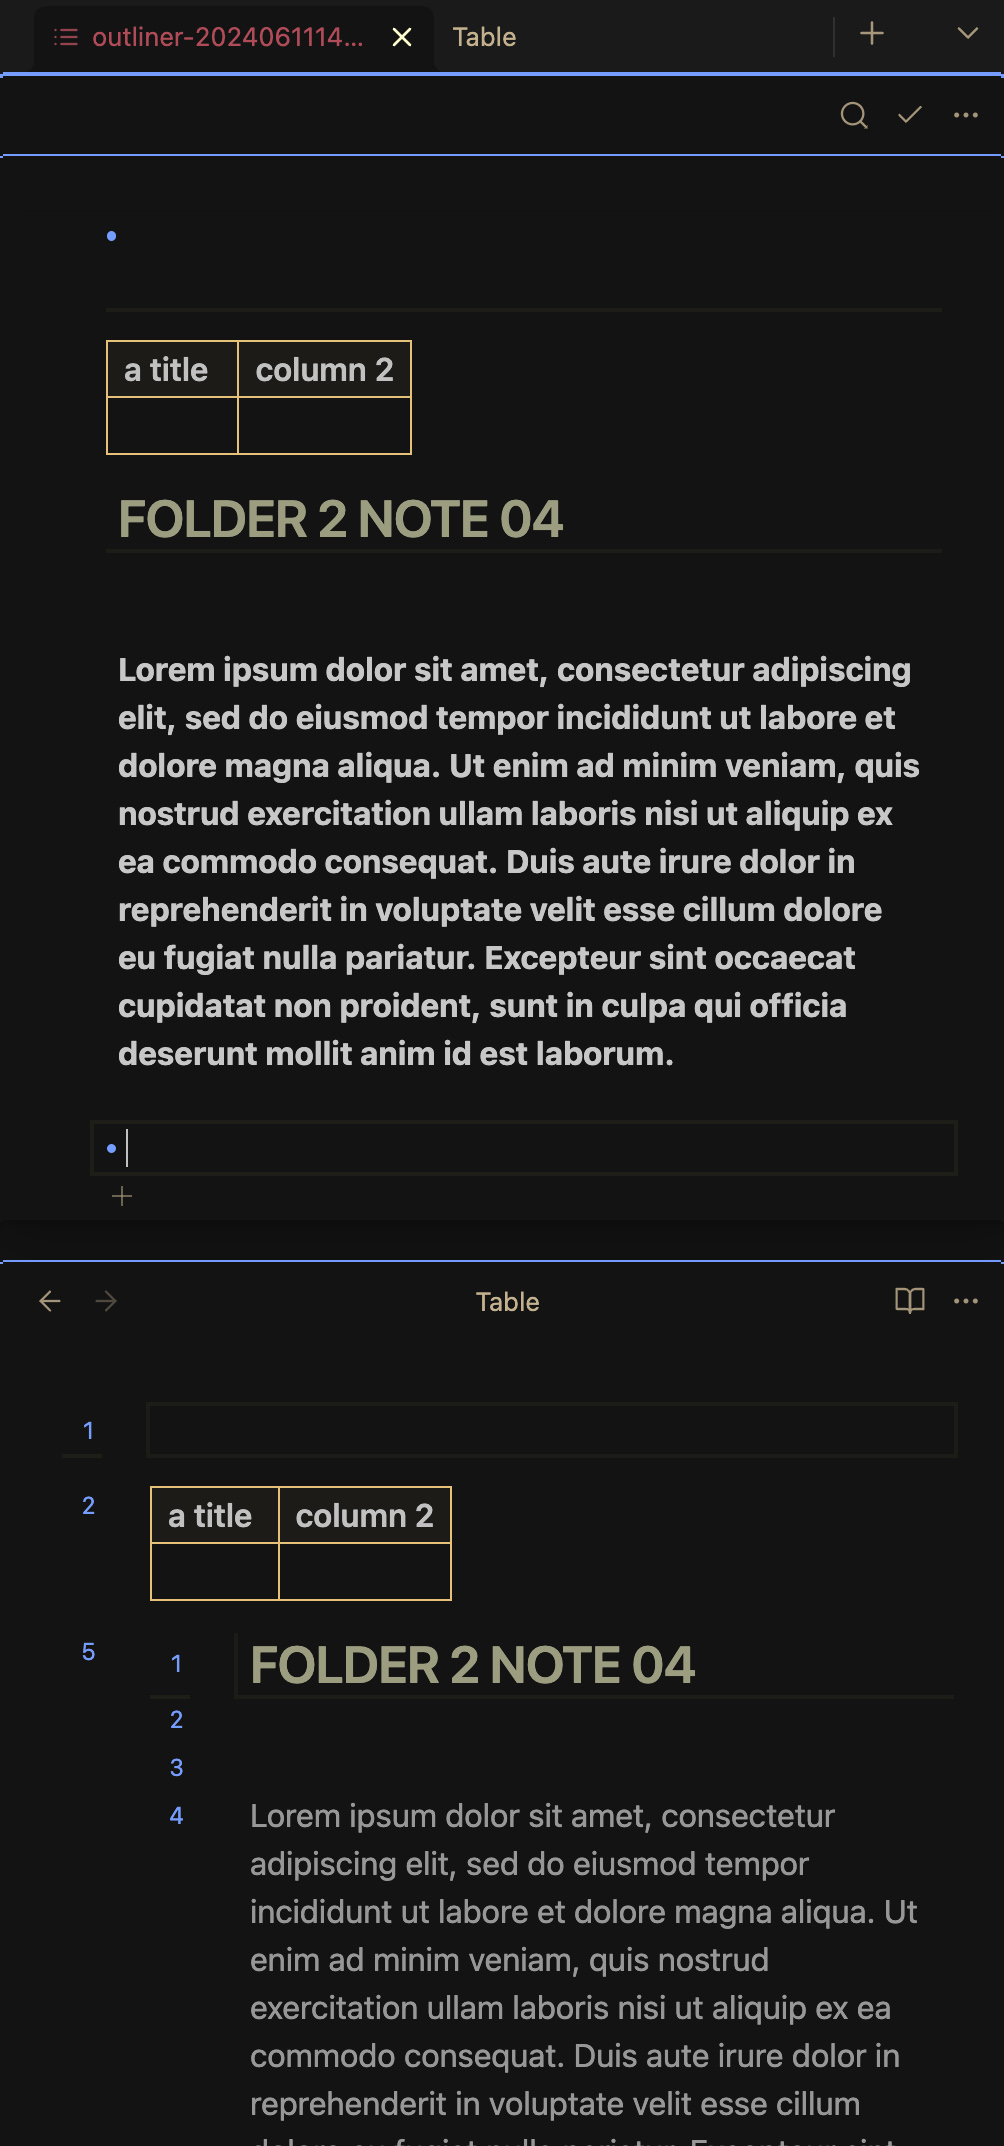 outliner-2024061114...
Table
a title column 2
FOLDER 2 NOTE 04
Lorem ipsum dolor sit amet, consectetur adipiscing
elit, sed do eiusmod tempor incididunt ut labore et
dolore magna aliqua. Ut enim ad minim veniam, quis
nostrud exercitation ullam laboris nisi ut aliquip ex
ea commodo consequat. Duis aute irure dolor in
reprehenderit in voluptate velit esse cillum dolore
eu fugiat nulla pariatur. Excepteur sint occaecat
cupidatat non proident, sunt in culpa qui officia
deserunt mollit anim id est laborum.
Table
1
2 a title column 2
5 1 FOLDER 2 NOTE 04
2
3
4 Lorem ipsum dolor sit amet, consectetur
adipiscing elit, sed do eiusmod tempor
incididunt ut labore et dolore magna aliqua. Ut
enim ad minim veniam, quis nostrud
exercitation ullam laboris nisi ut aliquip ex ea
commodo consequat. Duis aute irure dolor in
reprehenderit in voluptate velit esse cillum